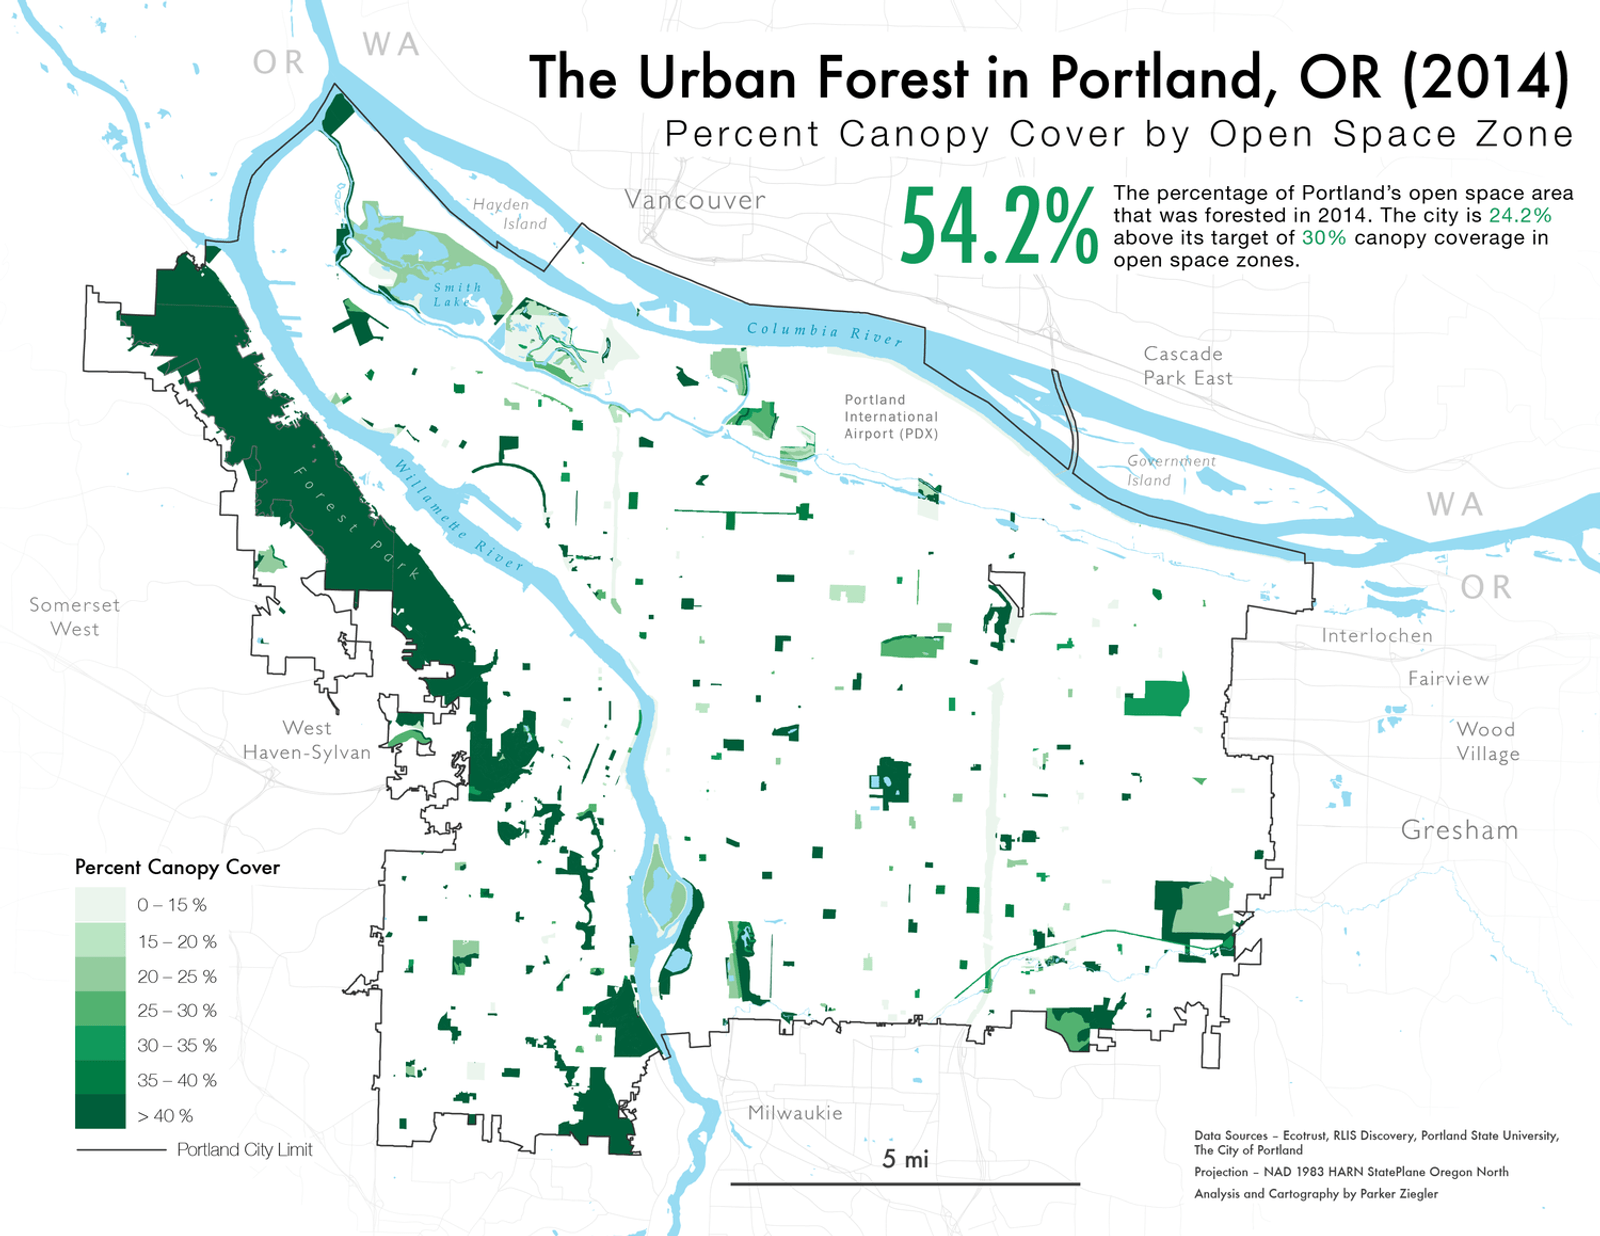 The Urban Forest in Portland, OR (2014)
Percent Canopy Cover by Open Space Zone
54.2%
The percentage of Portland's open space area
that was forested in 2014. The city is 24.2%
above its target of 30% canopy coverage in
open space zones.
OR
WA
Hayden
Island
Vancouver
Smith
Lake
Columbia River
Cascade
Park East
Portland
International
Airport (PDX)
Government
Island
WA
OR
Forest Park
Willamette River
Somerset
West
Interlochen
Fairview
West
Haven-Sylvan
Wood
Village
Gresham
Percent Canopy Cover
0 – 15 %
15 – 20 %
20 – 25 %
25 – 30 %
30 – 35 %
35 – 40 %
> 40 %
Portland City Limit
Milwaukie
5 mi
Data Sources – Ecotrust, RLIS Discovery, Portland State University,
The City of Portland
Projection – NAD 1983 HARN StatePlane Oregon North
Analysis and Cartography by Parker Ziegler